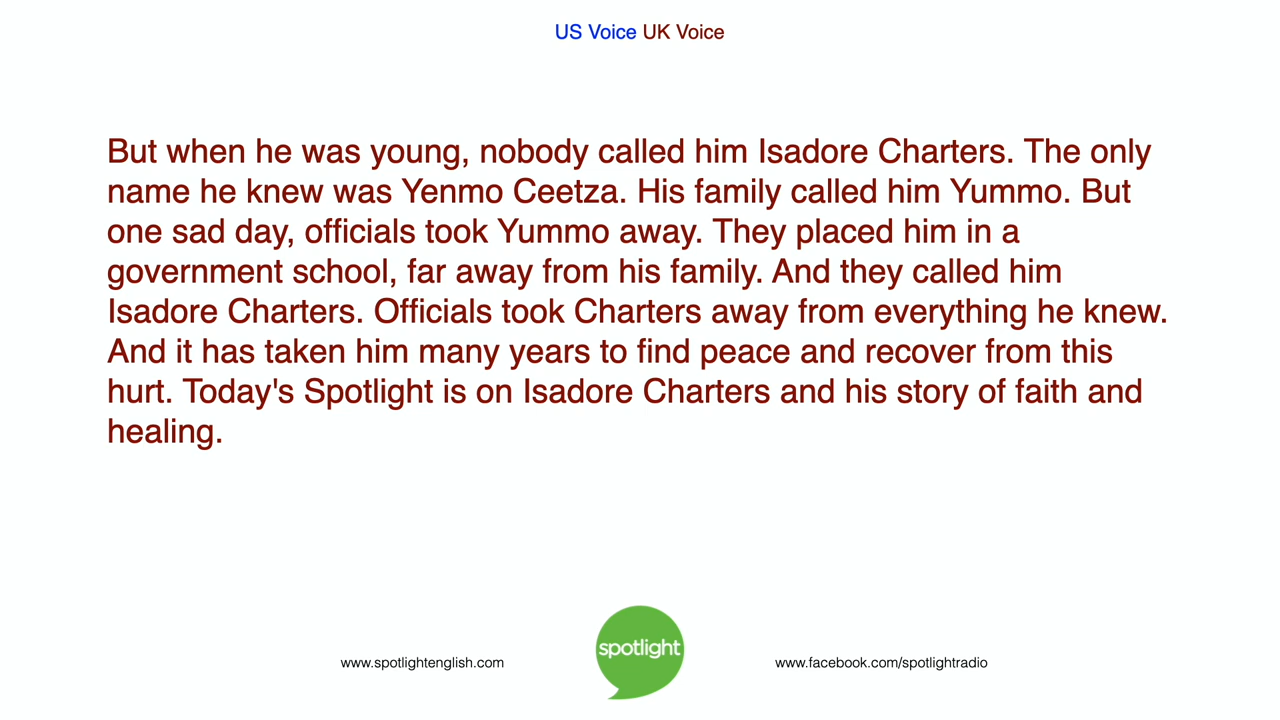 US Voice UK Voice
But when he was young, nobody called him Isadore Charters. The only
name he knew was Yenmo Ceetza. His family called him Yummo. But
one sad day, officials took Yummo away. They placed him in a
government school, far away from his family. And they called him
Isadore Charters. Officials took Charters away from everything he knew.
And it has taken him many years to find peace and recover from this
hurt. Today's Spotlight is on Isadore Charters and his story of faith and
healing.
www.spotlightenglish.com
spotlight
www.facebook.com/spotlightradio